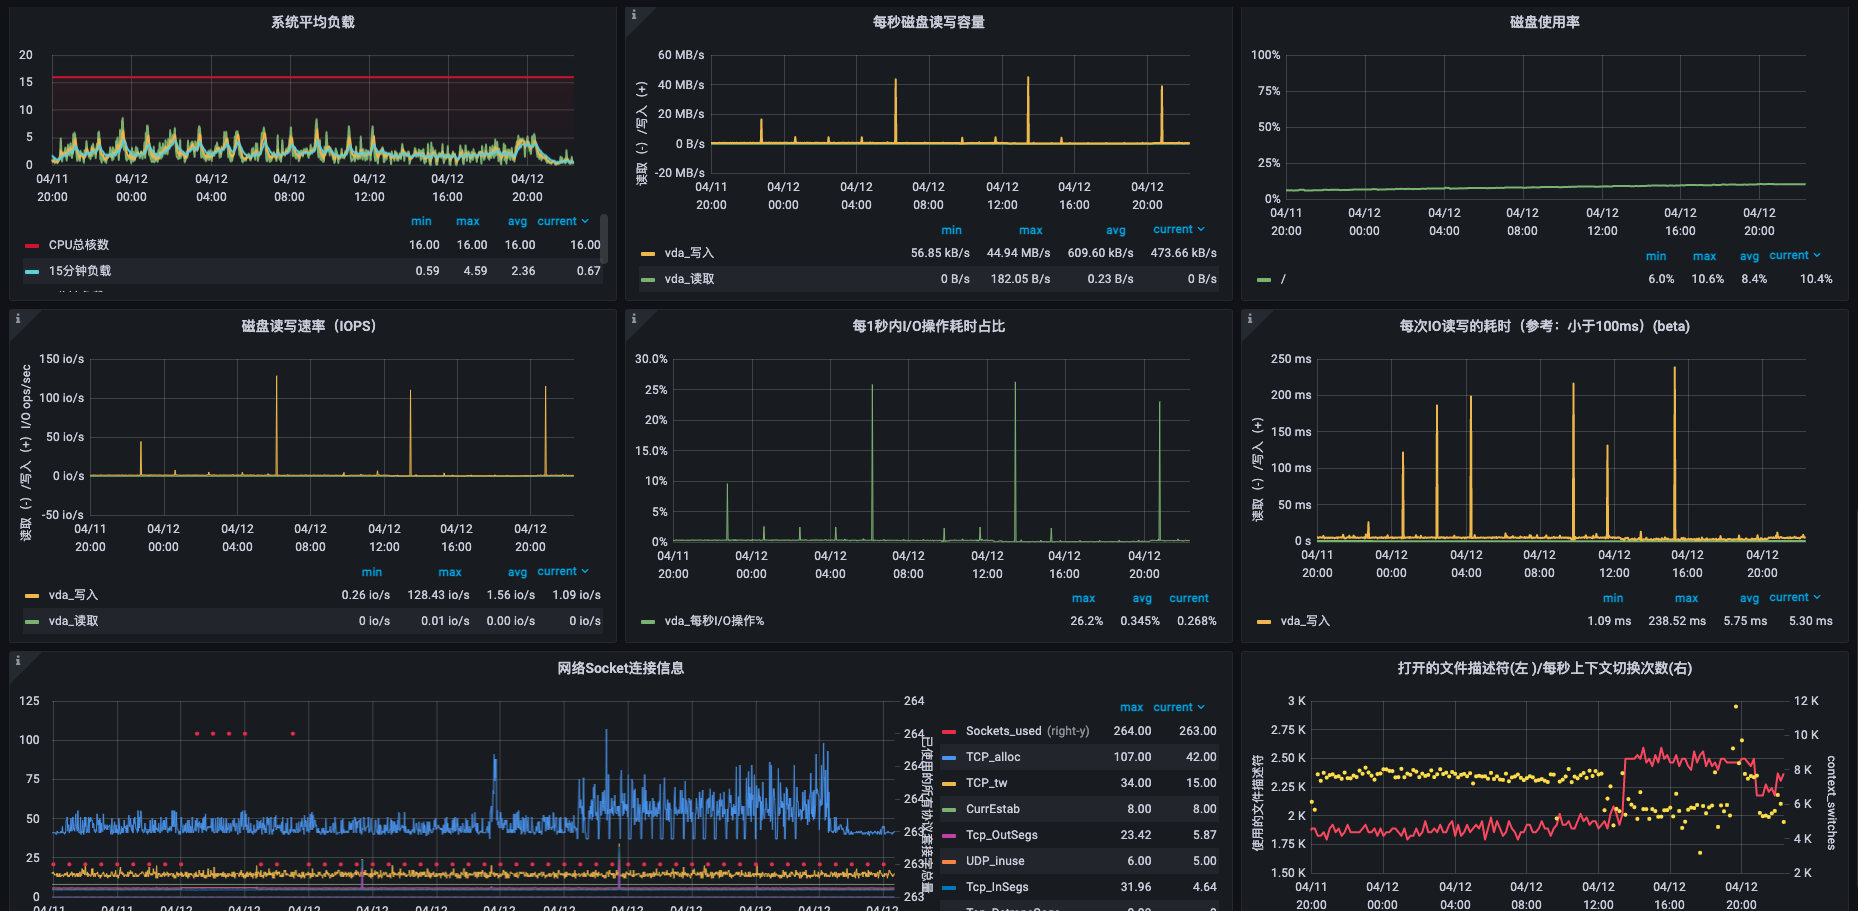 系统平均负载
20
15
10
5
0
04/11 04/12 04/12 04/12 04/12 04/12 04/12
20:00 00:00 04:00 08:00 12:00 16:00 20:00
min max avg current
CPU总核数 16.00 16.00 16.00 16.00
15分钟负载 0.59 4.59 2.36 0.67
每秒磁盘读写容量
读取（-）/写入（+）
60 MB/s
40 MB/s
20 MB/s
0 B/s
-20 MB/s
04/11 04/12 04/12 04/12 04/12 04/12 04/12
20:00 00:00 04:00 08:00 12:00 16:00 20:00
min max avg current
vda_写入 56.85 kB/s 44.94 MB/s 609.60 kB/s 473.66 kB/s
vda_读取 0 B/s 182.05 B/s 0.23 B/s 0 B/s
磁盘使用率
100%
75%
50%
25%
0%
04/11 04/12 04/12 04/12 04/12 04/12 04/12
20:00 00:00 04:00 08:00 12:00 16:00 20:00
min max avg current
/ 6.0% 10.6% 8.4% 10.4%
磁盘读写速率（IOPS）
读取（-）/写入（+）I/O ops/sec
150 io/s
100 io/s
50 io/s
0 io/s
-50 io/s
04/11 04/12 04/12 04/12 04/12 04/12 04/12
20:00 00:00 04:00 08:00 12:00 16:00 20:00
min max avg current
vda_写入 0.26 io/s 128.43 io/s 1.56 io/s 1.09 io/s
vda_读取 0 io/s 0.01 io/s 0.00 io/s 0 io/s
每1秒内I/O操作耗时占比
30.0%
25%
20%
15.0%
10%
5%
0%
04/11 04/12 04/12 04/12 04/12 04/12 04/12
20:00 00:00 04:00 08:00 12:00 16:00 20:00
max avg current
vda_每秒I/O操作% 26.2% 0.345% 0.268%
每次IO读写的耗时（参考：小于100ms）(beta)
读取（-）/写入（+）
250 ms
200 ms
150 ms
100 ms
50 ms
0 s
04/11 04/12 04/12 04/12 04/12 04/12 04/12
20:00 00:00 04:00 08:00 12:00 16:00 20:00
min max avg current
vda_写入 1.09 ms 238.52 ms 5.75 ms 5.30 ms
网络Socket连接信息
125
100
75
50
25
0
264
264
264
264
263
263
263
已使用的所有协议套接字总量
max current
Sockets_used (right-y) 264.00 263.00
TCP_alloc 107.00 42.00
TCP_tw 34.00 15.00
CurrEstab 8.00 8.00
Tcp_OutSegs 23.42 5.87
UDP_inuse 6.00 5.00
Tcp_InSegs 31.96 4.64
打开的文件描述符(左 )/每秒上下文切换次数(右)
使用的文件描述符
3 K
2.75 K
2.50 K
2.25 K
2 K
1.75 K
1.50 K
12 K
10 K
8 K
6 K
4 K
2 K
context_switches
04/11 04/12 04/12 04/12 04/12 04/12 04/12
20:00 00:00 04:00 08:00 12:00 16:00 20:00